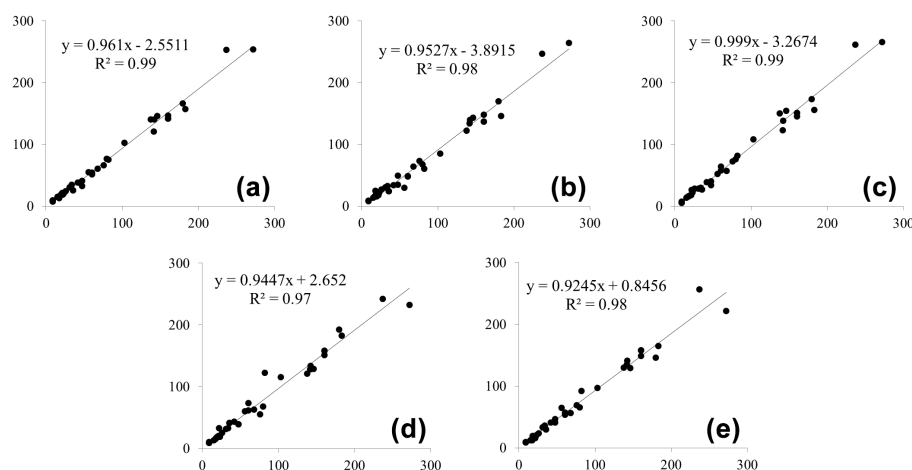 300
300
300
y = 0.961x - 2.5511
R² = 0.99
y = 0.9527x - 3.8915
R² = 0.98
y = 0.999x - 3.2674
R² = 0.99
200
200
200
100
100
100
(a)
(b)
(c)
0
0
0
0 100 200 300
0 100 200 300
0 100 200 300
300
300
y = 0.9447x + 2.652
R² = 0.97
y = 0.9245x + 0.8456
R² = 0.98
200
200
100
100
(d)
(e)
0
0
0 100 200 300
0 100 200 300